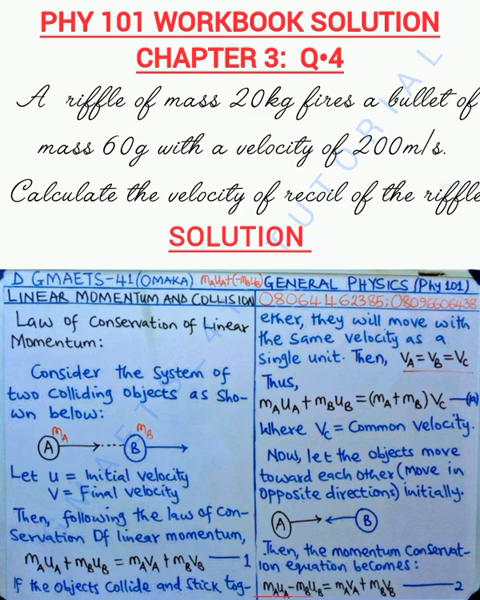 PHY 101 WORKBOOK SOLUTION
CHAPTER 3: Q•4
A riffle of mass 20kg fires a bullet of
mass 60g with a velocity of 200m/s.
Calculate the velocity of recoil of the riffle
SOLUTION
D GMAETS-41(OMAKA) mAuA+(-mBuB)
LINEAR MOMENTUM AND COLLISION
Law of Conservation of Linear
Momentum:
Consider the System of
two colliding objects as sho-
wn below:
mA mB
A B
Let u = Initial velocity
V = Final velocity
Then, following the law of con-
servation Of linear momentum,
mAuA + mBuB = mAVA + mBVB — 1
If the objects Collide and stick tog-
GENERAL PHYSICS (Phy 101)
08064462385; 08096606438
ether, they will move with
the same velocity as a
single unit. Then, VA = VB = VC
Thus,
mAuA + mBuB = (mA + mB) VC — (1a)
Where VC = Common velocity.
Now, let the objects move
toward each other (move in
opposite directions) initially.
A B
Then, the momentum Conservat-
ion equation becomes:
mAuA - mBuB = mAVA + mBVB — 2